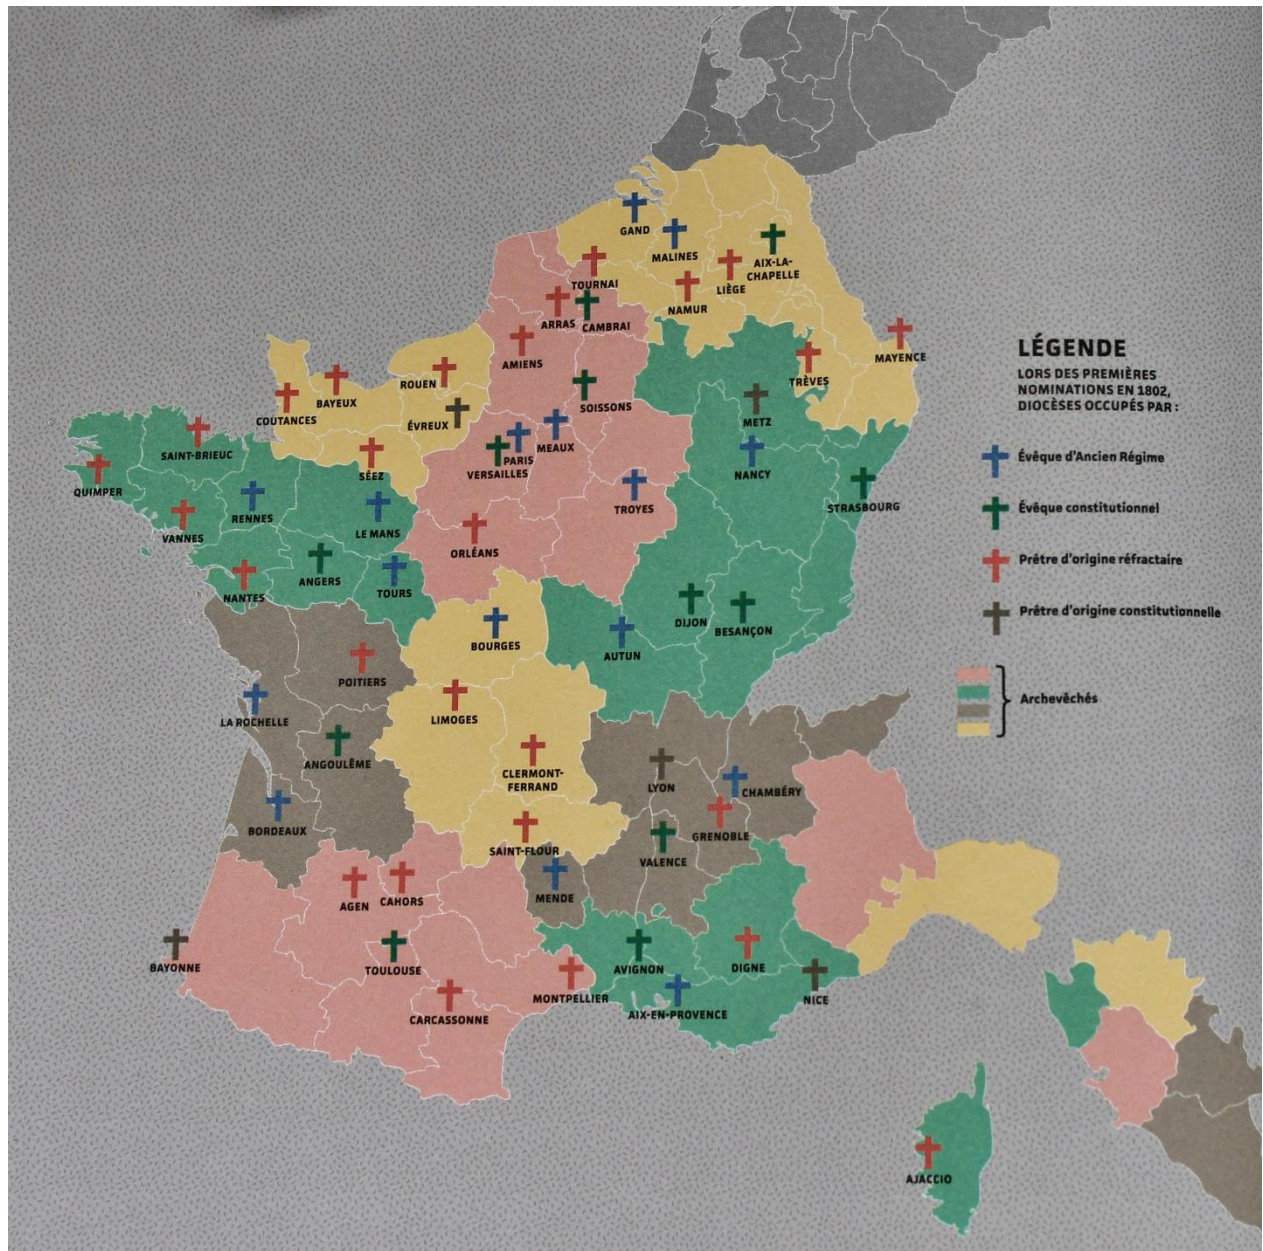 GAND
MALINES
AIX-LA-
CHAPELLE
TOURNAI
LIÈGE
NAMUR
ARRAS
CAMBRAI
AMIENS
MAYENCE
TRÈVES
ROUEN
BAYEUX
COUTANCES
ÉVREUX
SOISSONS
METZ
MEAUX
PARIS
VERSAILLES
SAINT-BRIEUC
SÉEZ
NANCY
QUIMPER
RENNES
LE MANS
TROYES
STRASBOURG
VANNES
ORLÉANS
ANGERS
NANTES
TOURS
DIJON
BESANÇON
BOURGES
AUTUN
POITIERS
LA ROCHELLE
LIMOGES
ANGOULÊME
CLERMONT-
FERRAND
LYON
CHAMBÉRY
BORDEAUX
GRENOBLE
SAINT-FLOUR
VALENCE
MENDE
AGEN
CAHORS
BAYONNE
TOULOUSE
AVIGNON
DIGNE
MONTPELLIER
NICE
CARCASSONNE
AIX-EN-PROVENCE
AJACCIO
LÉGENDE
LORS DES PREMIÈRES
NOMINATIONS EN 1802,
DIOCÈSES OCCUPÉS PAR :
Évêque d'Ancien Régime
Évêque constitutionnel
Prêtre d'origine réfractaire
Prêtre d'origine constitutionnelle
Archevêchés